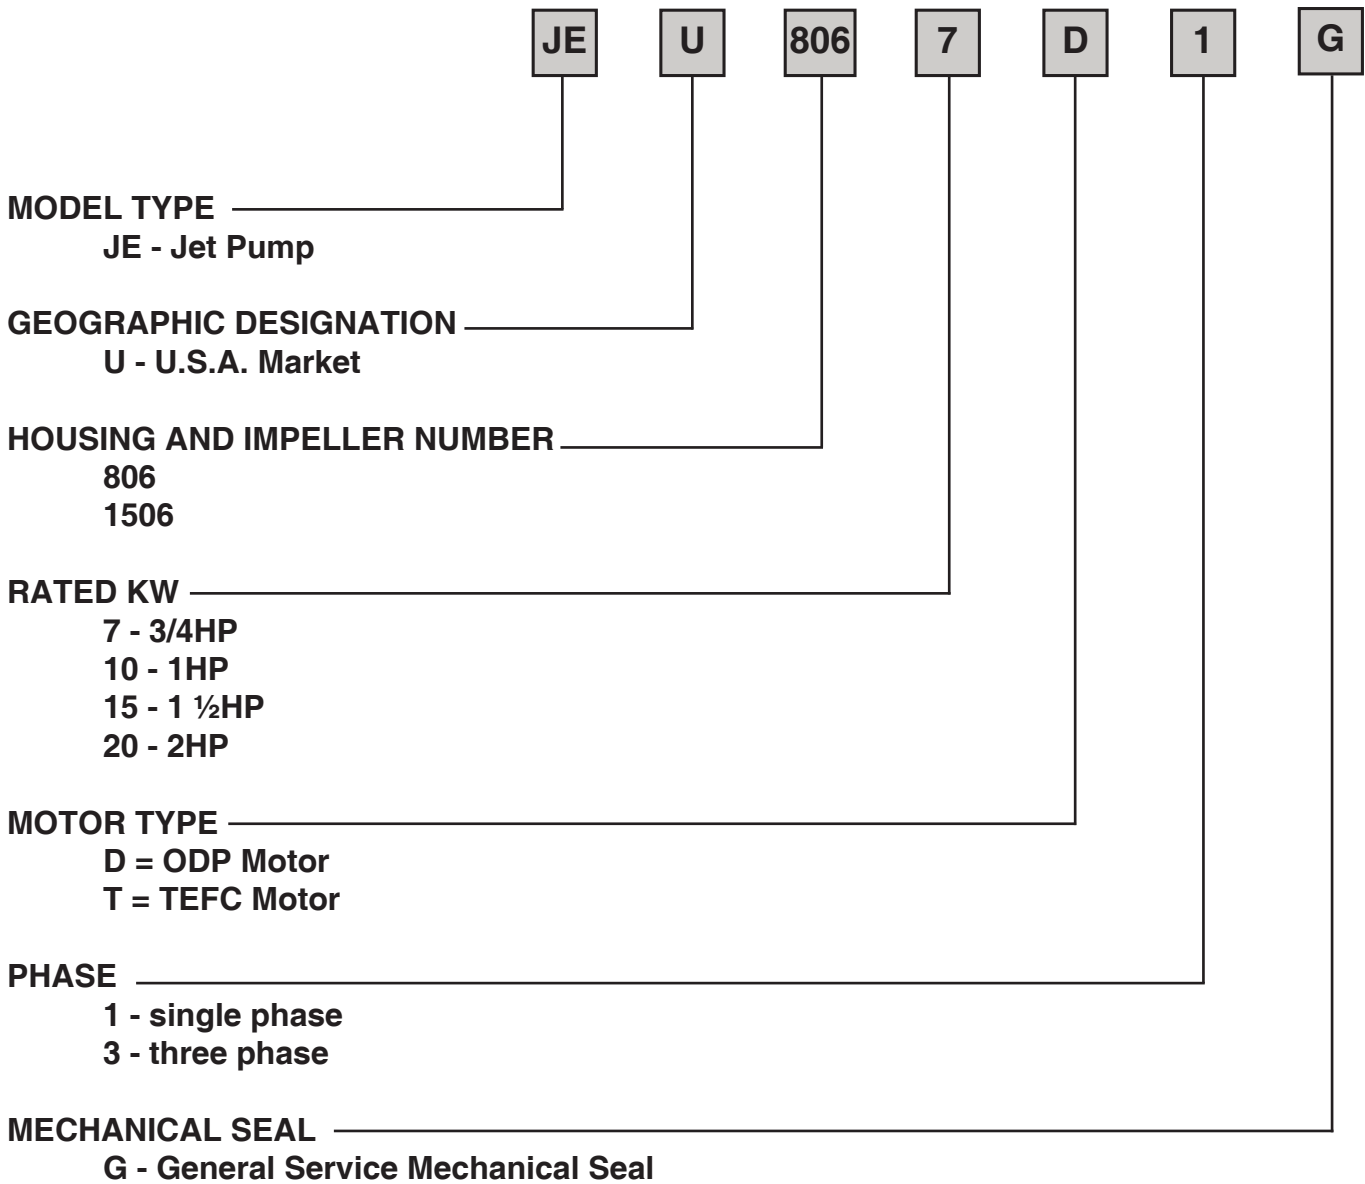 JE U 806 7 D 1 G
MODEL TYPE
JE - Jet Pump
GEOGRAPHIC DESIGNATION
U - U.S.A. Market
HOUSING AND IMPELLER NUMBER
806
1506
RATED KW
7 - 3/4HP
10 - 1HP
15 - 1 ½HP
20 - 2HP
MOTOR TYPE
D = ODP Motor
T = TEFC Motor
PHASE
1 - single phase
3 - three phase
MECHANICAL SEAL
G - General Service Mechanical Seal